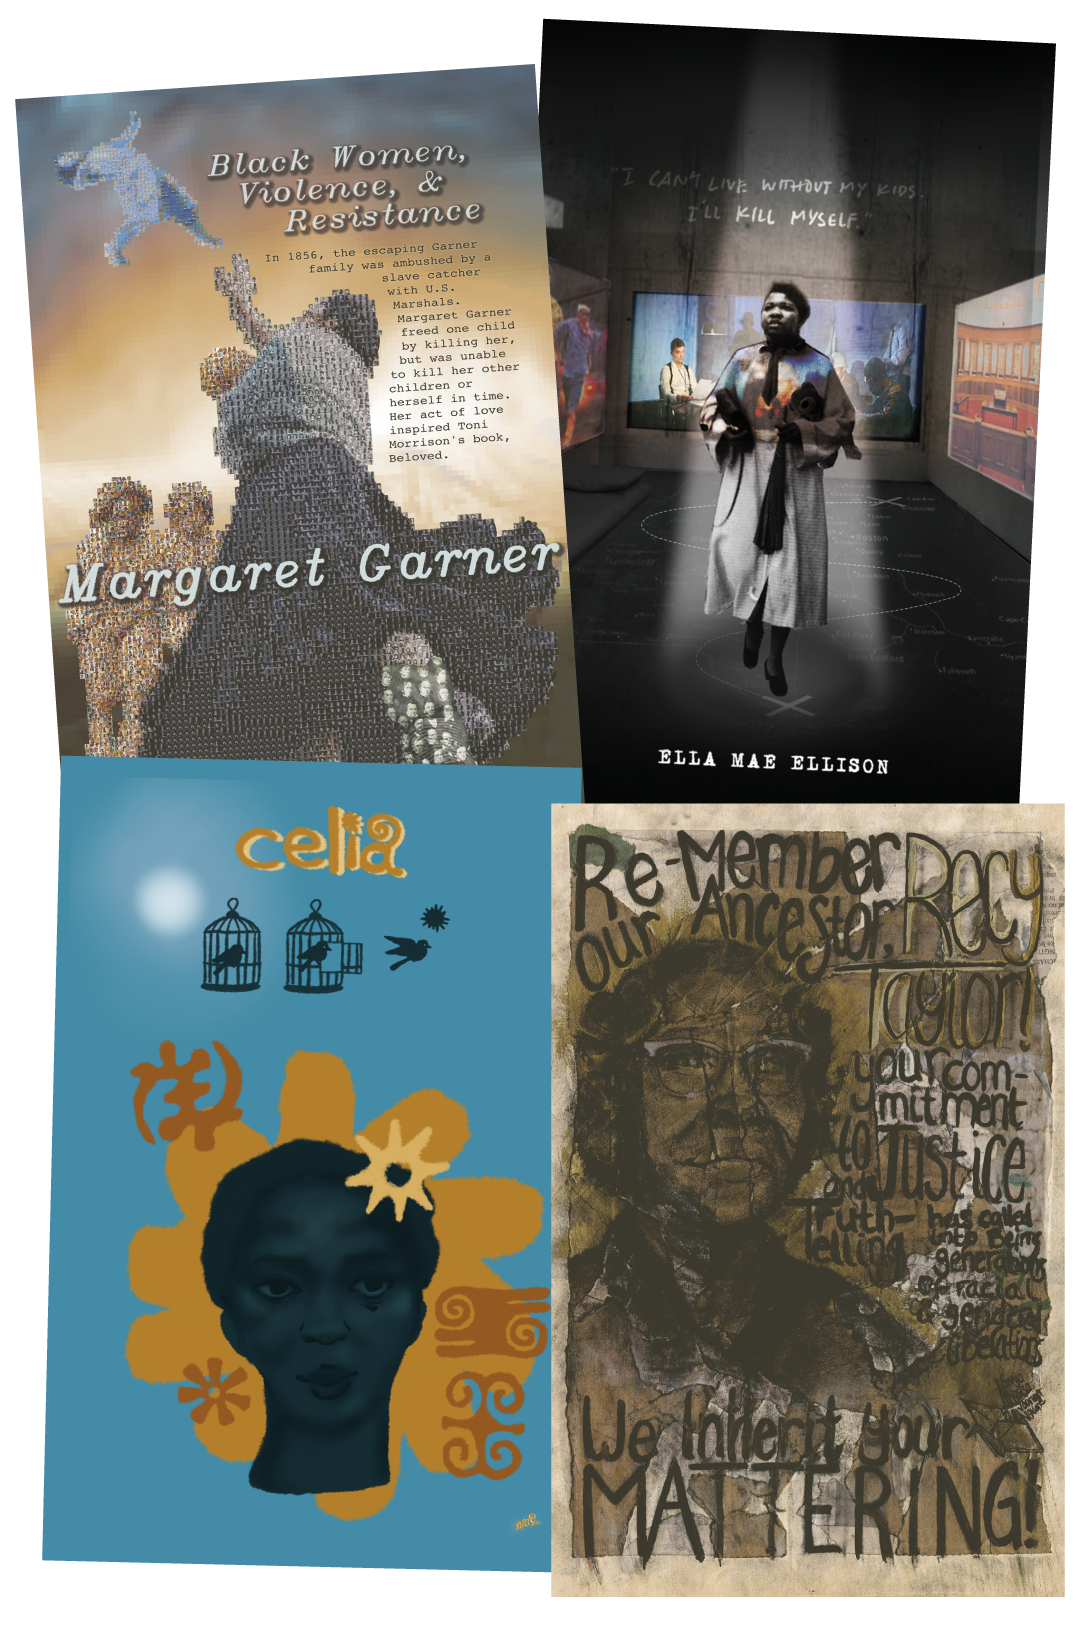 Black Women,
Violence, &
Resistance
In 1856, the escaping Garner
family was ambushed by a
slave catcher
with U.S.
Marshals.
Margaret Garner
freed one child
by killing her,
but was unable
to kill her other
children or
herself in time.
Her act of love
inspired Toni
Morrison's book,
Beloved.
Margaret Garner
"I CAN'T LIVE WITHOUT MY KIDS.
I'LL KILL MYSELF."
Boston
Falmouth
ELLA MAE ELLISON
celia
Re-Member
our Ancestor, Recy
Taylor!
your com-
mitment
to Justice
and
Truth-
Telling
has called
into Being
generations
of racial
& gender
liberation
We Inherit your
MATTERING!